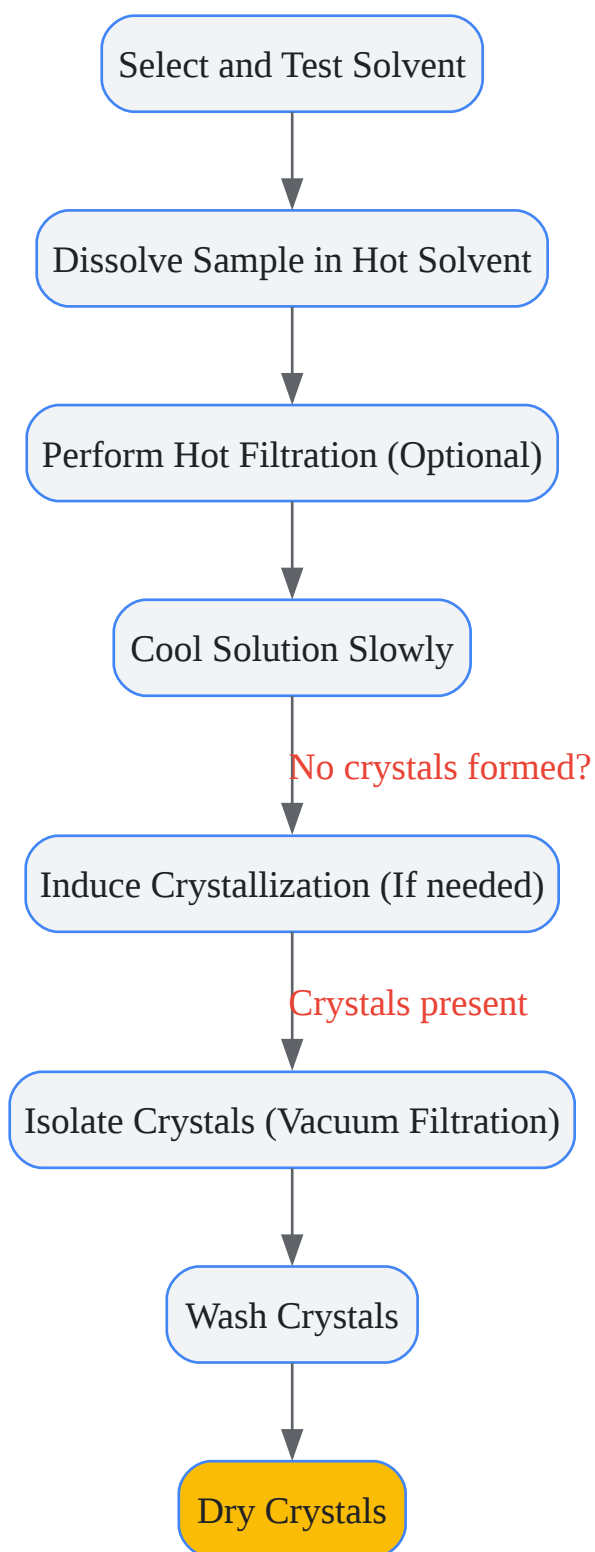 Select and Test Solvent
Dissolve Sample in Hot Solvent
Perform Hot Filtration (Optional)
Cool Solution Slowly
No crystals formed?
Induce Crystallization (If needed)
Crystals present
Isolate Crystals (Vacuum Filtration)
Wash Crystals
Dry Crystals